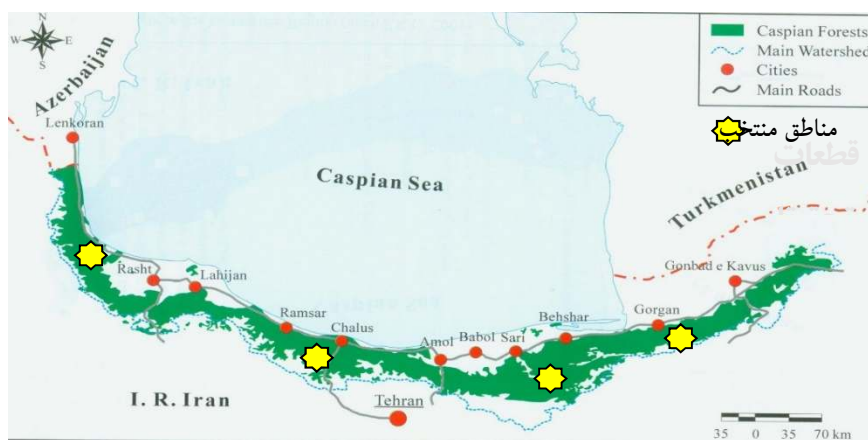 N
W E
S
Azerbaijan
Lenkoran
Caspian Forests
Main Watershed
Cities
Main Roads
مناطق منتخب
قطعات
Caspian Sea
Turkmenistan
Gonbad e Kavus
Rasht
Lahijan
Ramsar
Chalus
Amol
Babol
Sari
Behshar
Gorgan
Tehran
I. R. Iran
35 0 35 70 km